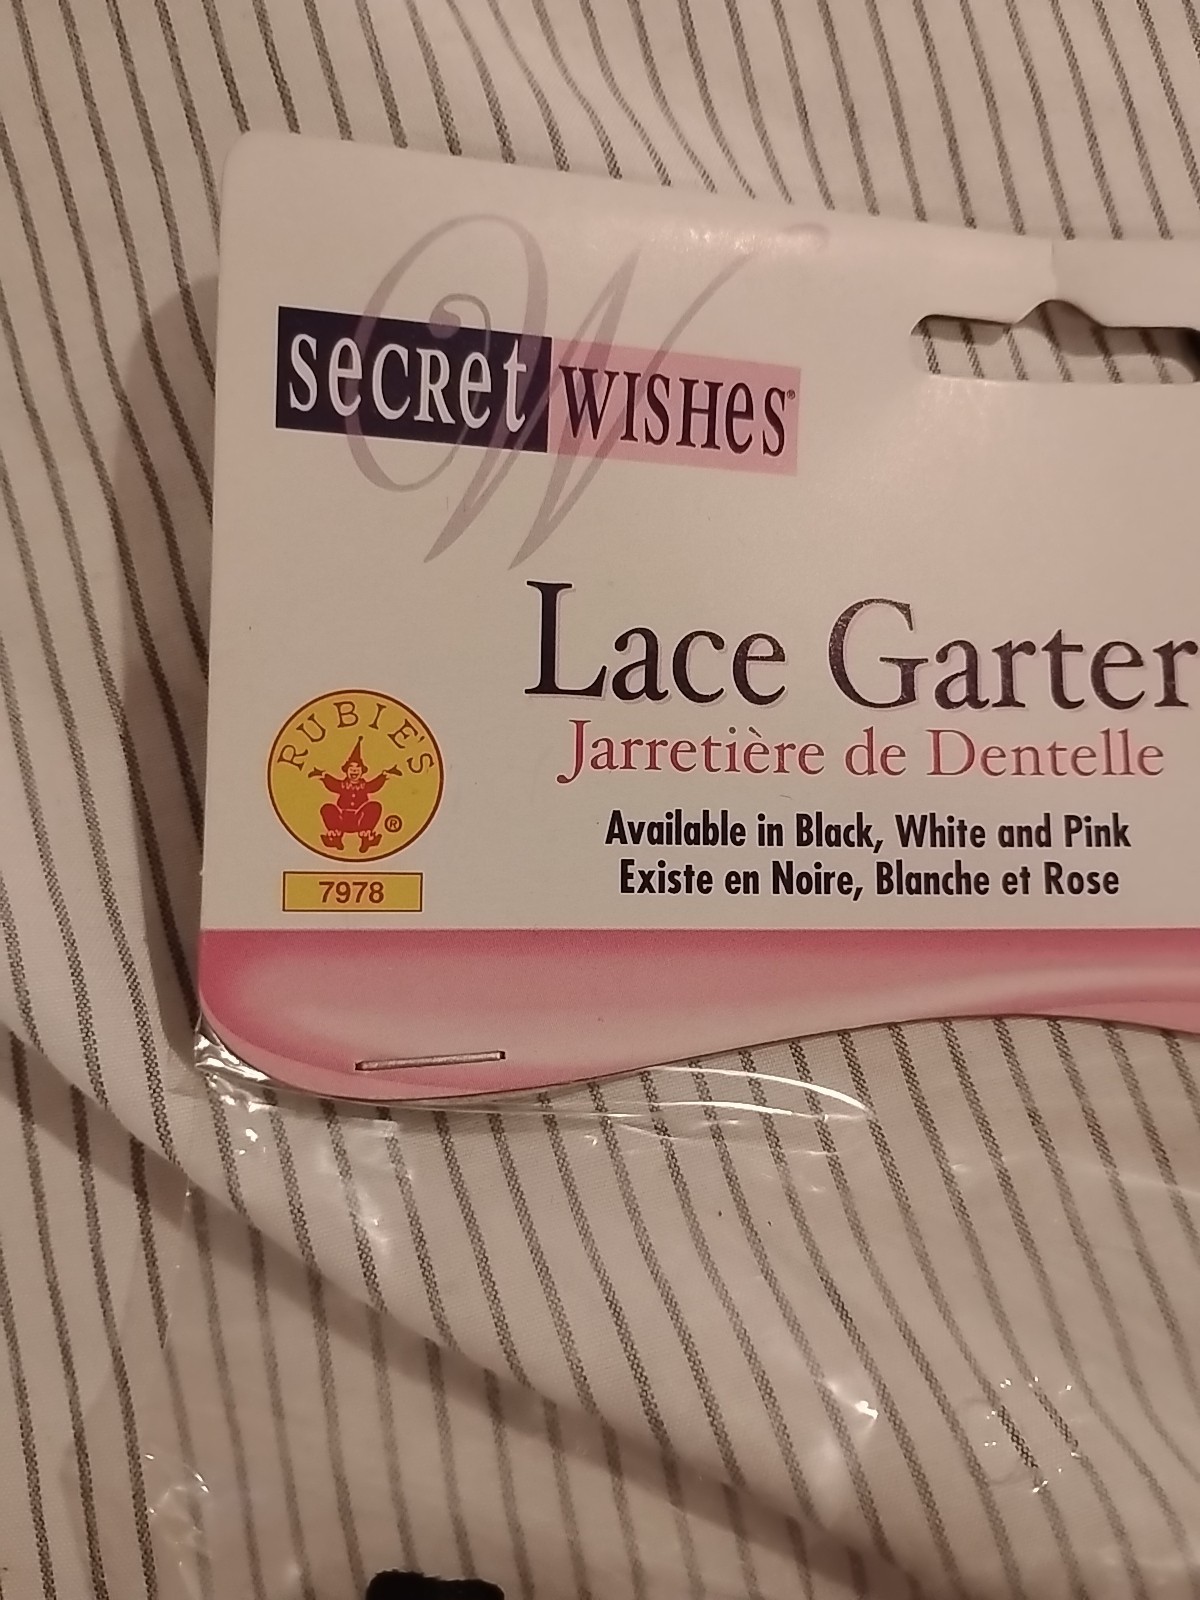 SeCRet WISHes®
Lace Garter
Jarretière de Dentelle
RUBIE'S
®
Available in Black, White and Pink
Existe en Noire, Blanche et Rose
7978